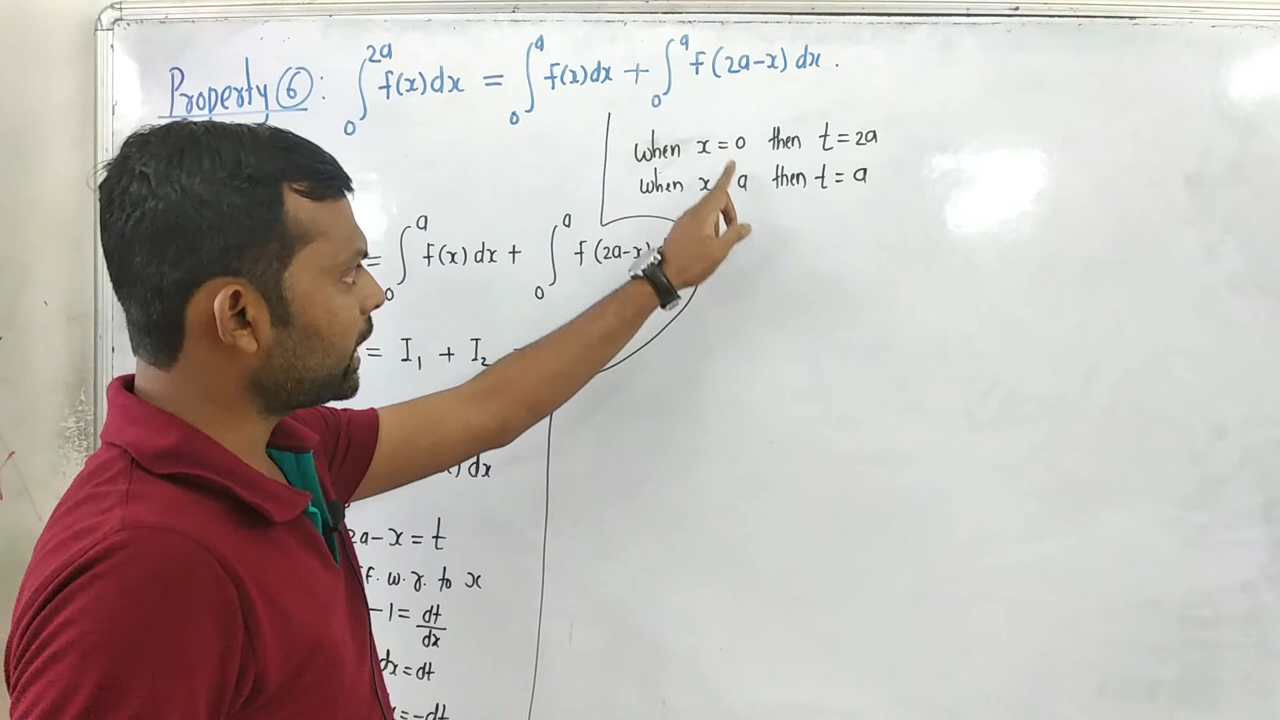 Property ⑥: ∫₀²ᵃ f(x)dx = ∫₀ᵃ f(x)dx + ∫₀ᵃ f(2a-x) dx.
when x=0 then t=2a
when x a then t=a
= ∫₀ᵃ f(x) dx + ∫₀ᵃ f(2a-x)
= I₁ + I₂
) dx
2a-x=t
f. w.r. to x
-1= dt/dx
dx=dt
=-dt